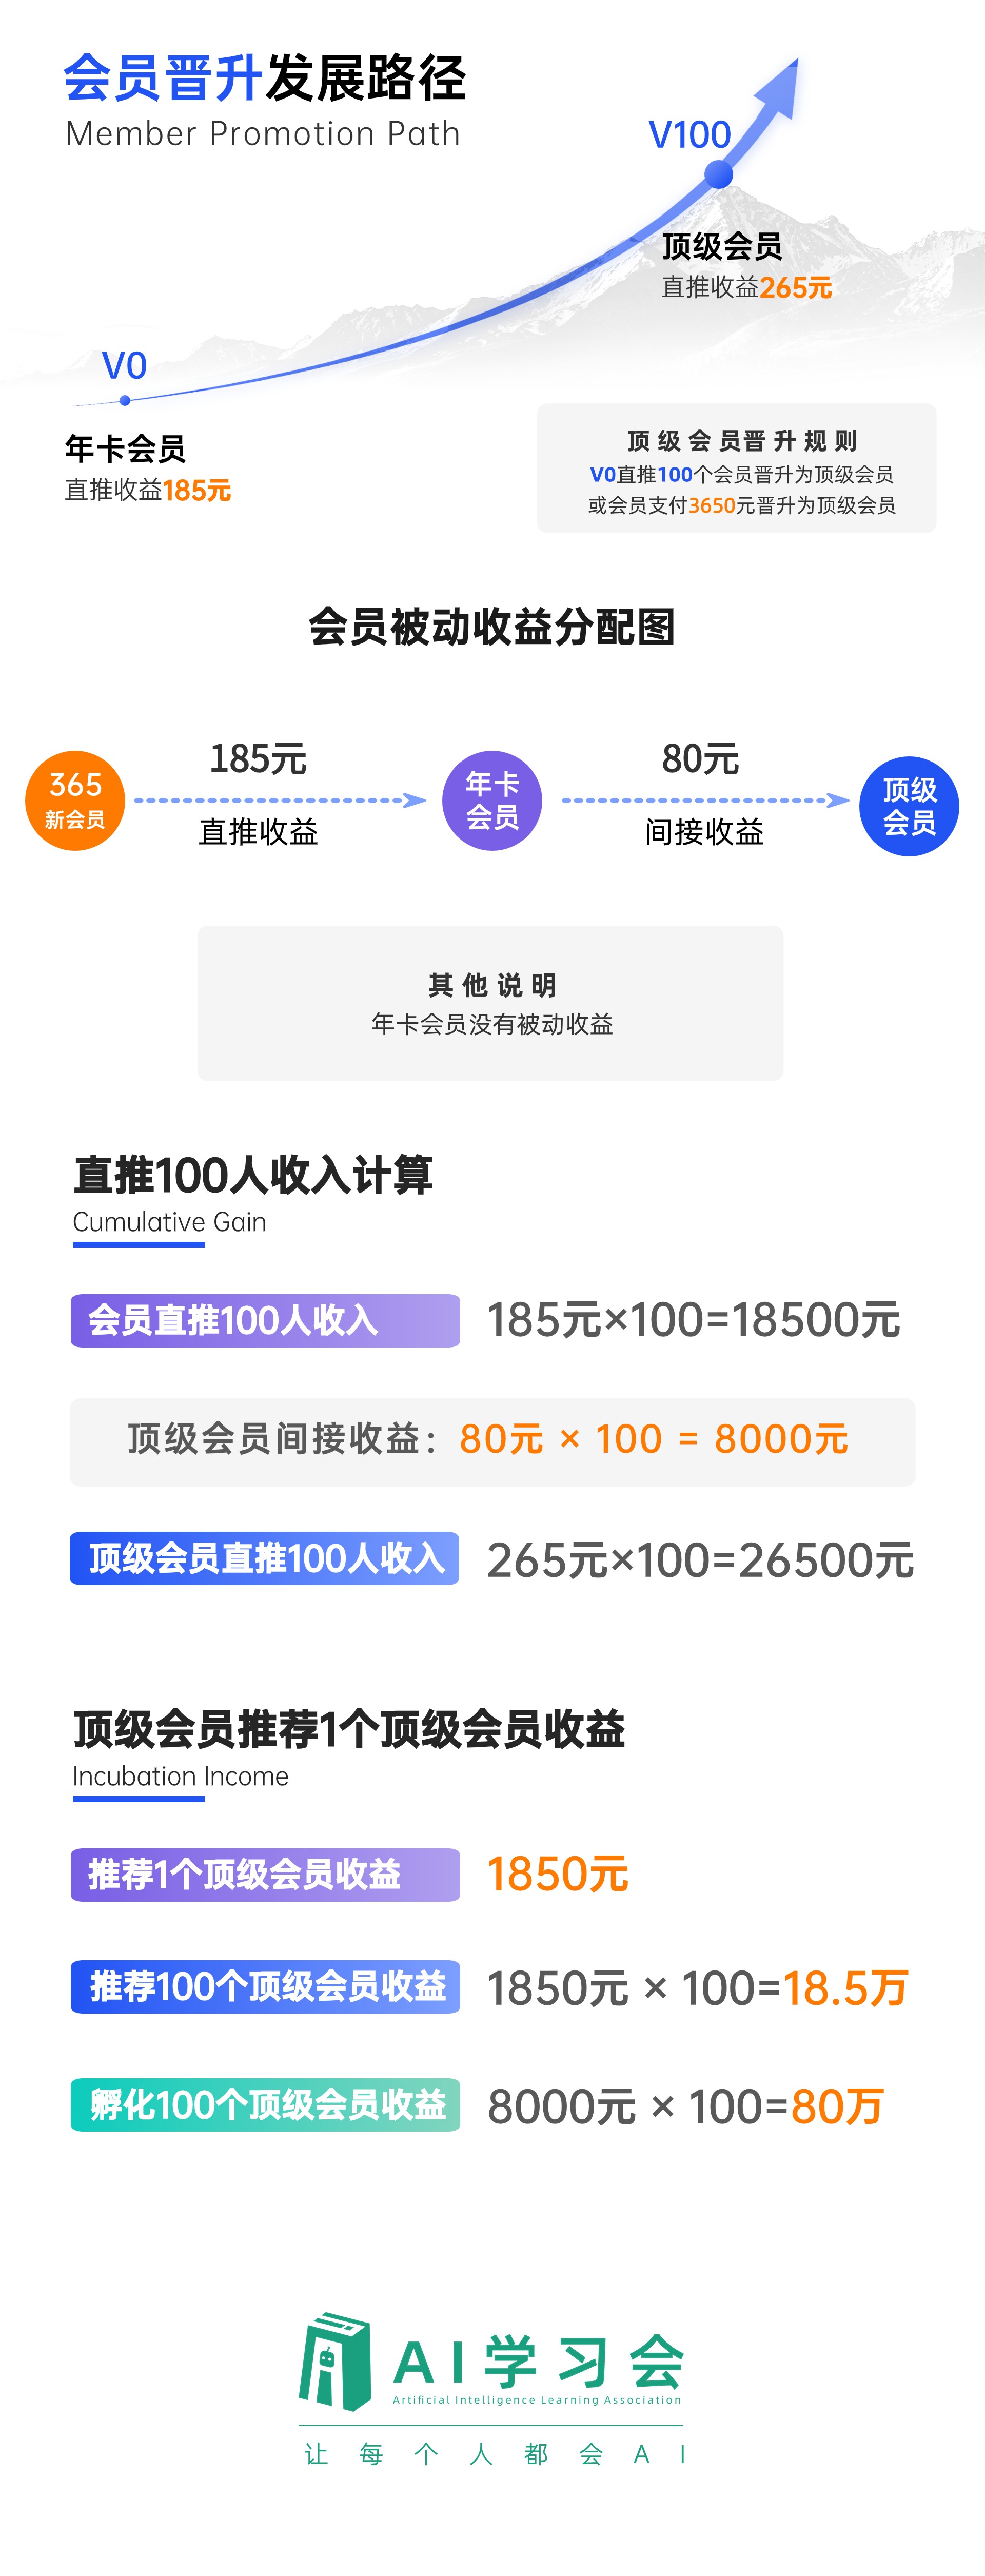 会员晋升发展路径
Member Promotion Path
V100
顶级会员
直推收益265元
V0
年卡会员
直推收益185元
顶级会员晋升规则
V0直推100个会员晋升为顶级会员
或会员支付3650元晋升为顶级会员
会员被动收益分配图
365
新会员
185元
直推收益
年卡
会员
80元
间接收益
顶级
会员
其他说明
年卡会员没有被动收益
直推100人收入计算
Cumulative Gain
会员直推100人收入
185元×100=18500元
顶级会员间接收益：80元 × 100 = 8000元
顶级会员直推100人收入
265元×100=26500元
顶级会员推荐1个顶级会员收益
Incubation Income
推荐1个顶级会员收益
1850元
推荐100个顶级会员收益
1850元 × 100=18.5万
孵化100个顶级会员收益
8000元 × 100=80万
AI学习会
Artificial Intelligence Learning Association
让每个人都会AI